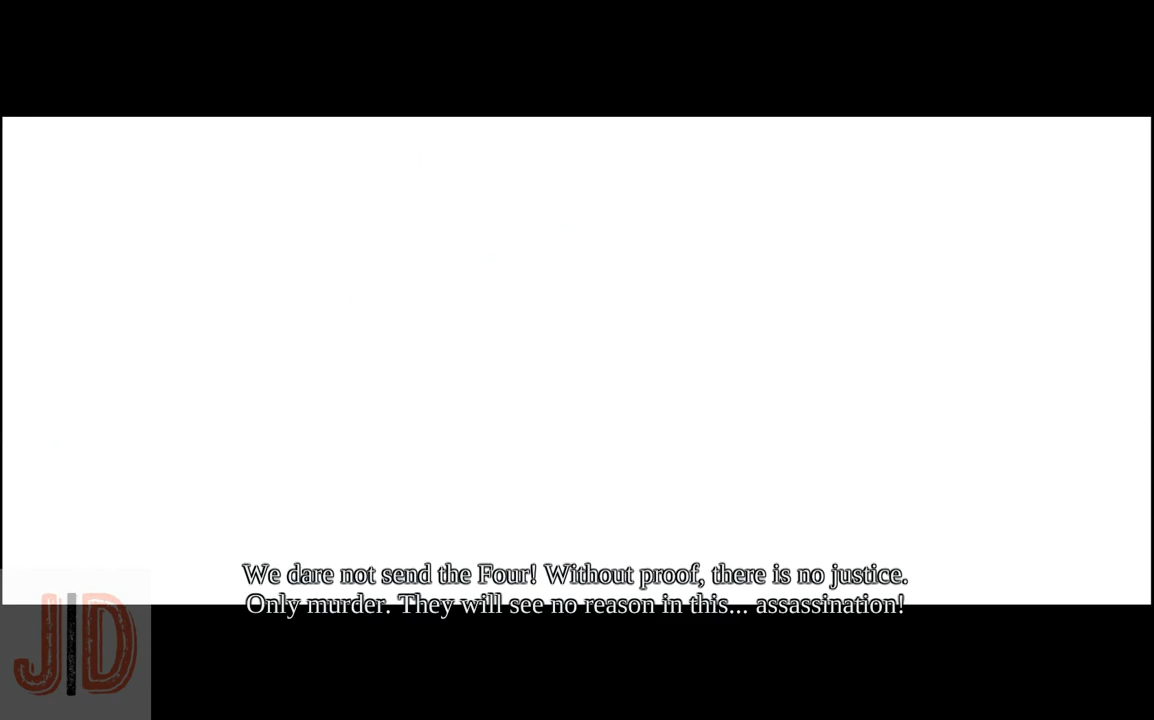 We dare not send the Four! Without proof, there is no justice.
Only murder. They will see no reason in this... assassination!
J|D